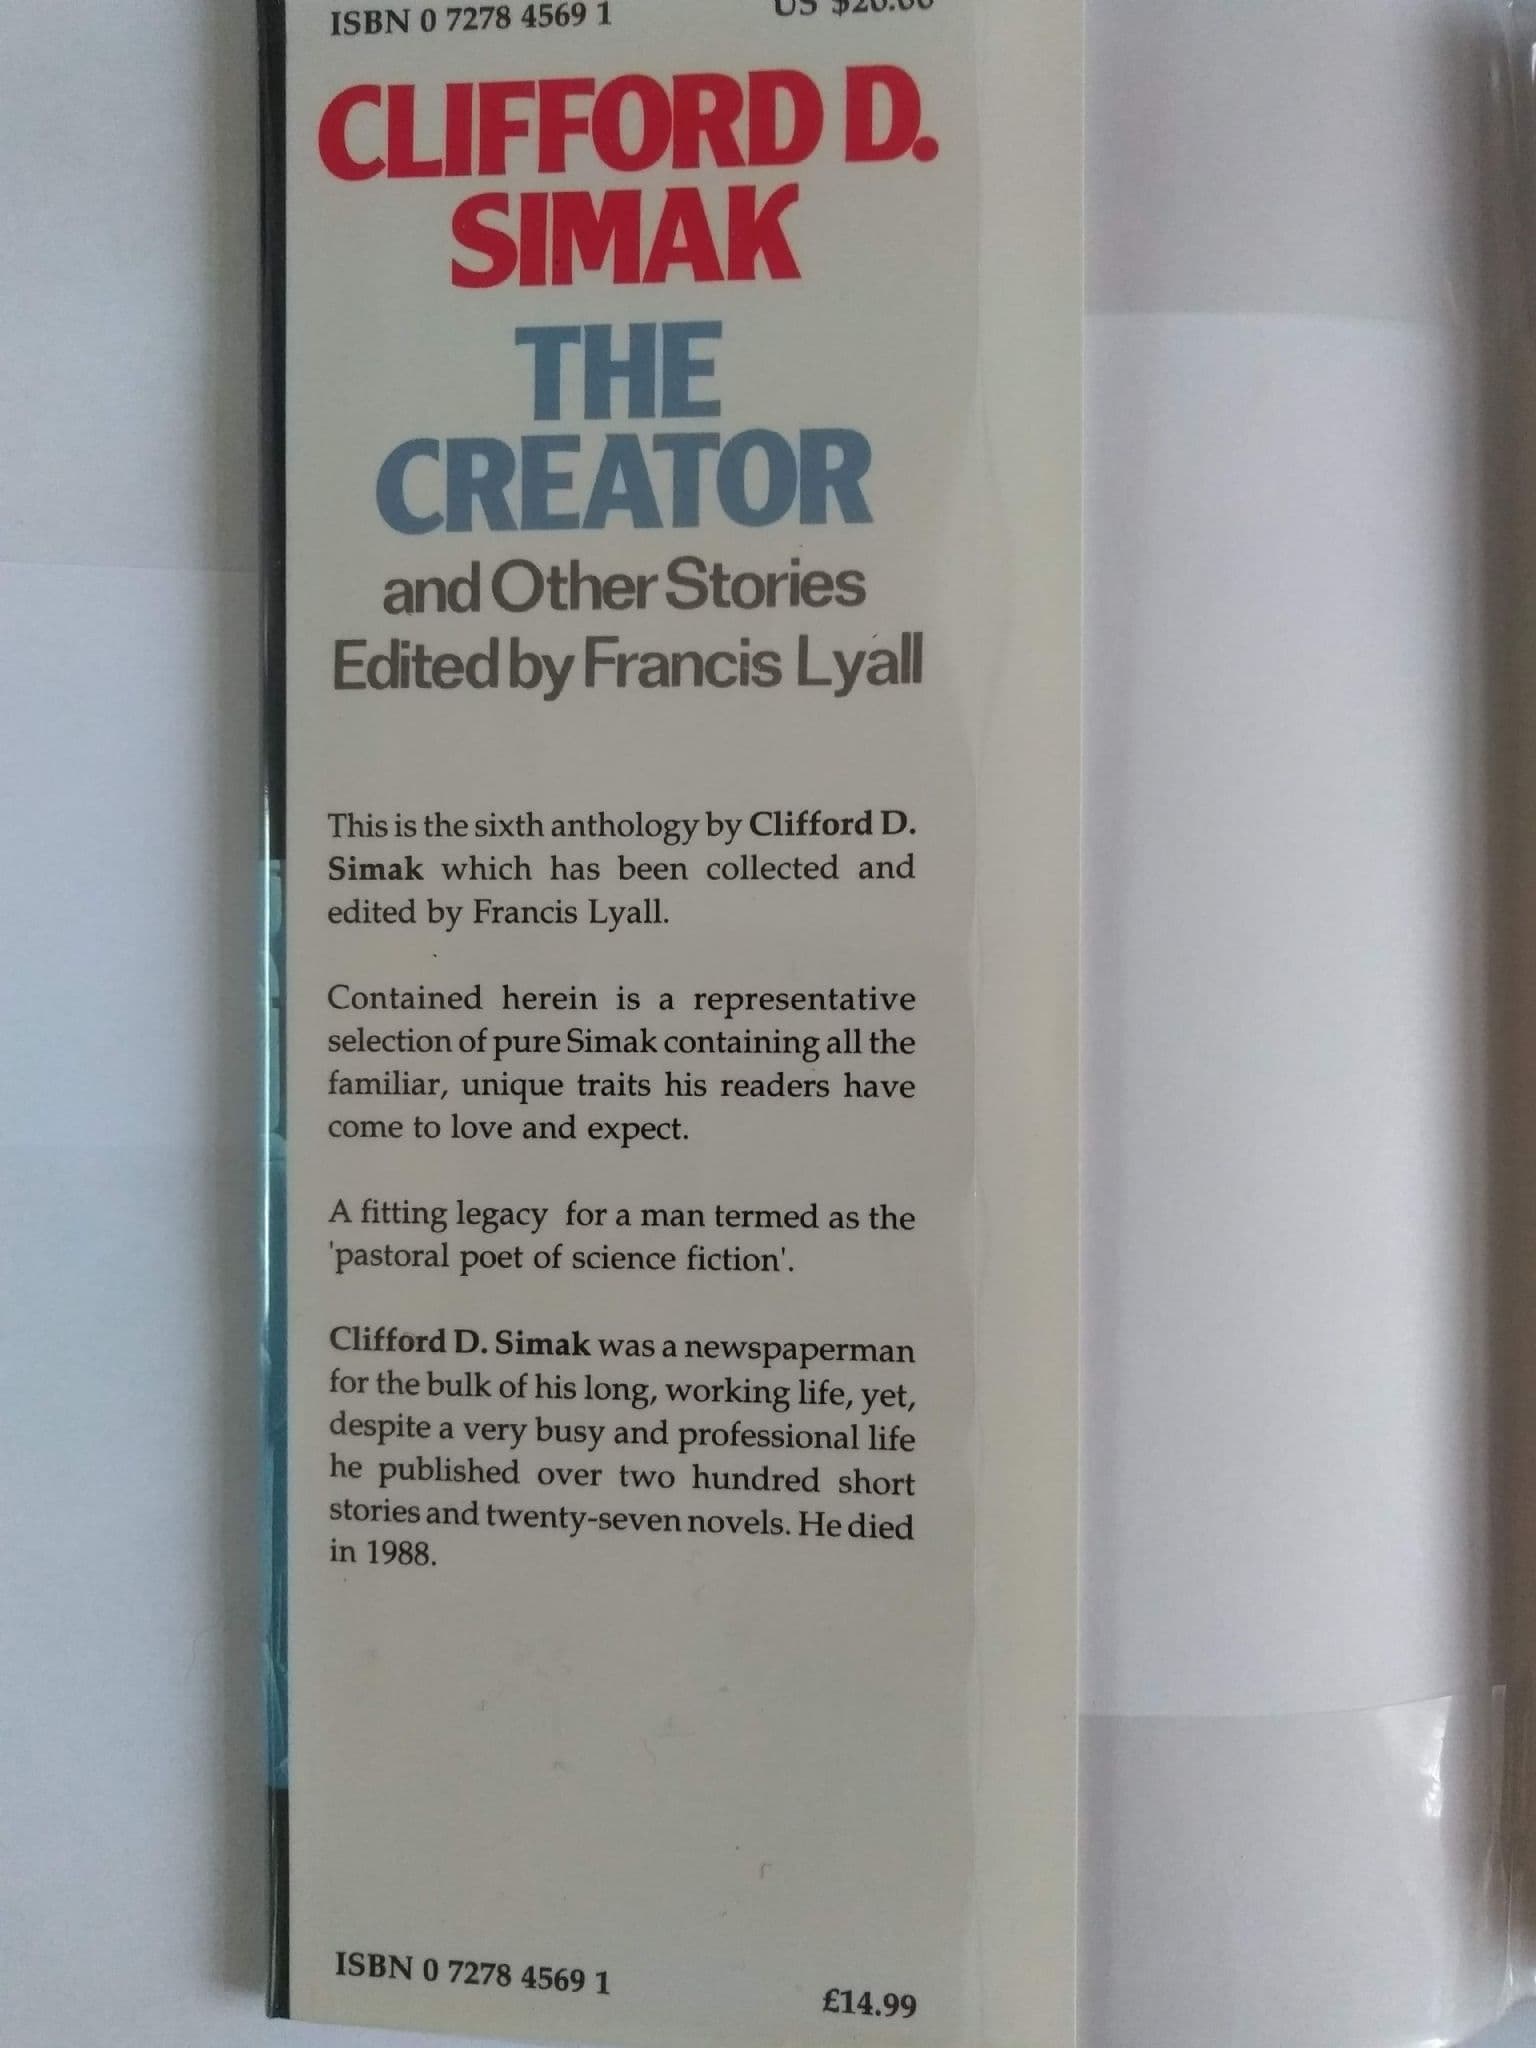 ISBN 0 7278 4569 1
US $20.00
CLIFFORD D.
SIMAK
THE
CREATOR
and Other Stories
Edited by Francis Lyall
This is the sixth anthology by Clifford D.
Simak which has been collected and
edited by Francis Lyall.
Contained herein is a representative
selection of pure Simak containing all the
familiar, unique traits his readers have
come to love and expect.
A fitting legacy for a man termed as the
'pastoral poet of science fiction'.
Clifford D. Simak was a newspaperman
for the bulk of his long, working life, yet,
despite a very busy and professional life
he published over two hundred short
stories and twenty-seven novels. He died
in 1988.
ISBN 0 7278 4569 1
£14.99